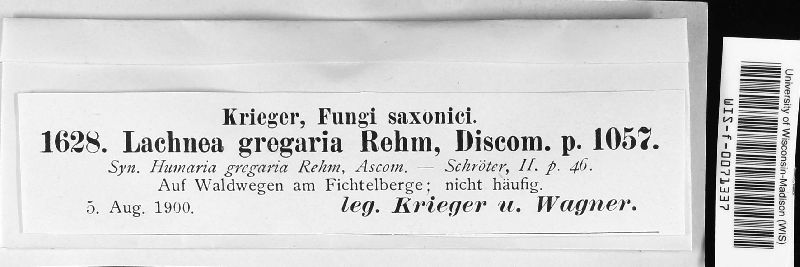 Krieger, Fungi saxonici.
1628. Lachnea gregaria Rehm, Discom. p. 1057.
Syn. Humaria gregaria Rehm, Ascom. — Schröter, II. p. 46.
Auf Waldwegen am Fichtelberge; nicht häufig.
5. Aug. 1900. leg. Krieger u. Wagner.
WIS-f-0071337
University of Wisconsin-Madison (WIS)